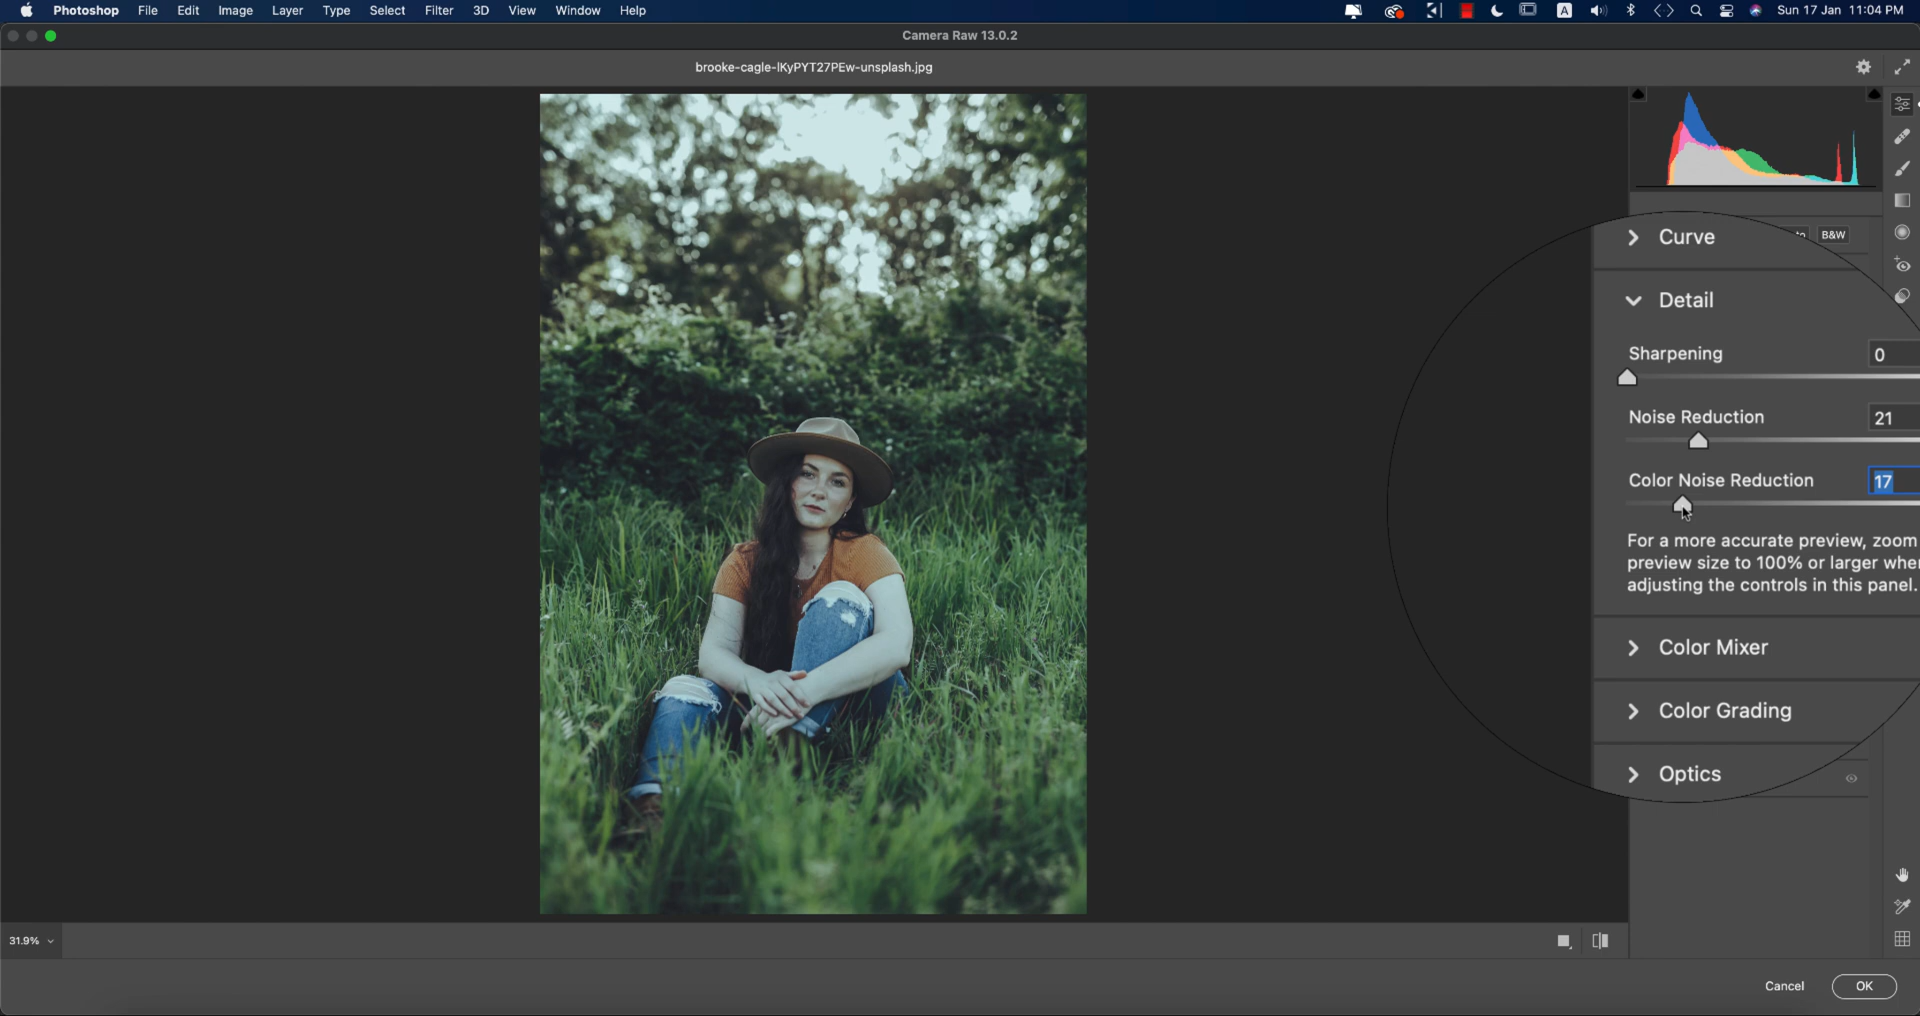 Photoshop File Edit Image Layer Type Select Filter 3D View Window Help A Sun 17 Jan 11:04 PM
Camera Raw 13.0.2
brooke-cagle-lKyPYT27PEw-unsplash.jpg
B&W
Curve
Detail
Sharpening 0
Noise Reduction 21
Color Noise Reduction 17
For a more accurate preview, zoom
preview size to 100% or larger
adjusting the controls in this panel.
Color Mixer
Color Grading
Optics
31.9%
Cancel OK